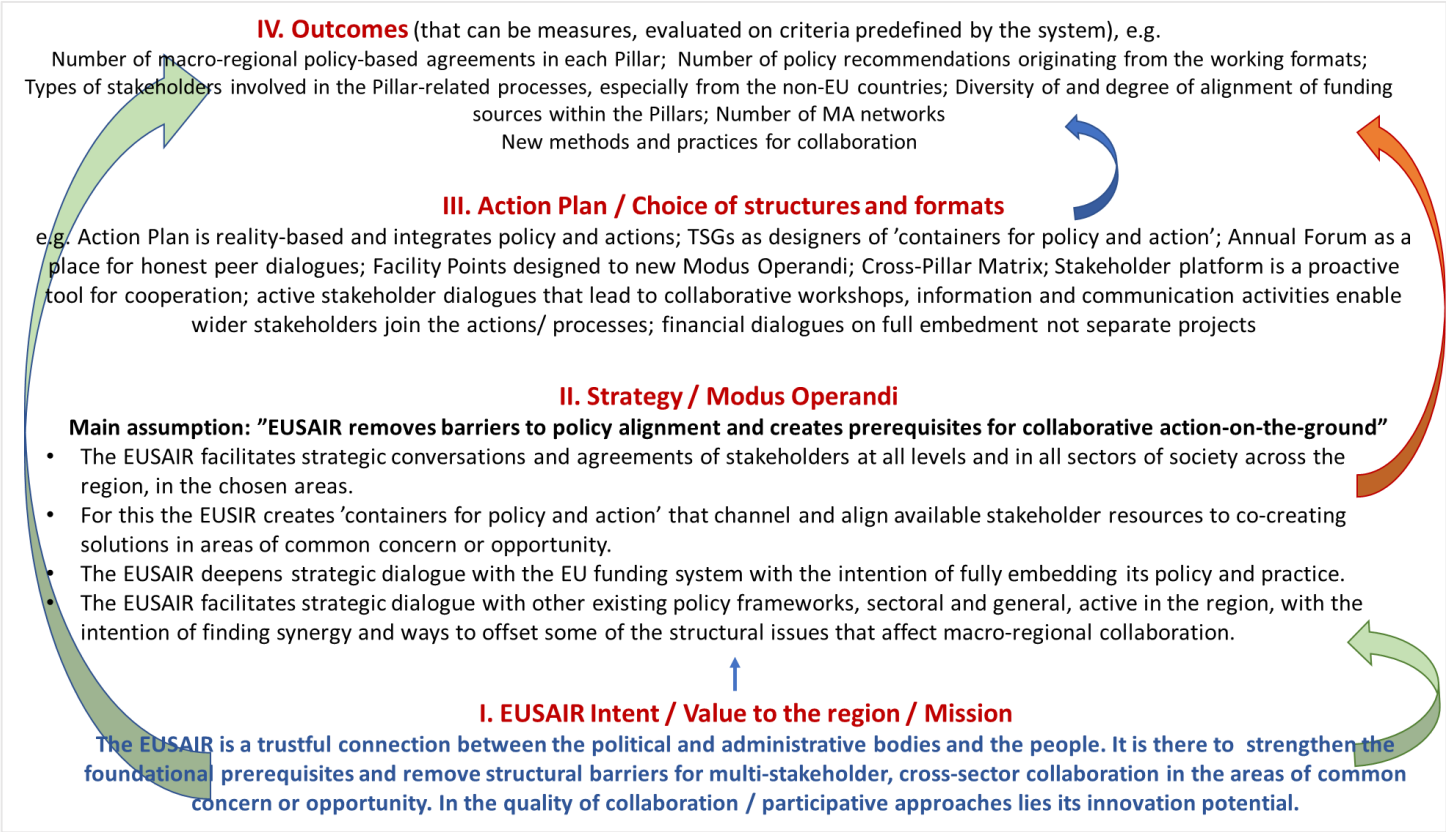 IV. Outcomes (that can be measures, evaluated on criteria predefined by the system), e.g.
Number of macro-regional policy-based agreements in each Pillar; Number of policy recommendations originating from the working formats;
Types of stakeholders involved in the Pillar-related processes, especially from the non-EU countries; Diversity of and degree of alignment of funding
sources within the Pillars; Number of MA networks
New methods and practices for collaboration
III. Action Plan / Choice of structures and formats
e.g. Action Plan is reality-based and integrates policy and actions; TSGs as designers of ’containers for policy and action’; Annual Forum as a
place for honest peer dialogues; Facility Points designed to new Modus Operandi; Cross-Pillar Matrix; Stakeholder platform is a proactive
tool for cooperation; active stakeholder dialogues that lead to collaborative workshops, information and communication activities enable
wider stakeholders join the actions/ processes; financial dialogues on full embedment not separate projects
II. Strategy / Modus Operandi
Main assumption: ”EUSAIR removes barriers to policy alignment and creates prerequisites for collaborative action-on-the-ground”
• The EUSAIR facilitates strategic conversations and agreements of stakeholders at all levels and in all sectors of society across the
region, in the chosen areas.
• For this the EUSIR creates ’containers for policy and action’ that channel and align available stakeholder resources to co-creating
solutions in areas of common concern or opportunity.
• The EUSAIR deepens strategic dialogue with the EU funding system with the intention of fully embedding its policy and practice.
• The EUSAIR facilitates strategic dialogue with other existing policy frameworks, sectoral and general, active in the region, with the
intention of finding synergy and ways to offset some of the structural issues that affect macro-regional collaboration.
I. EUSAIR Intent / Value to the region / Mission
The EUSAIR is a trustful connection between the political and administrative bodies and the people. It is there to strengthen the
foundational prerequisites and remove structural barriers for multi-stakeholder, cross-sector collaboration in the areas of common
concern or opportunity. In the quality of collaboration / participative approaches lies its innovation potential.